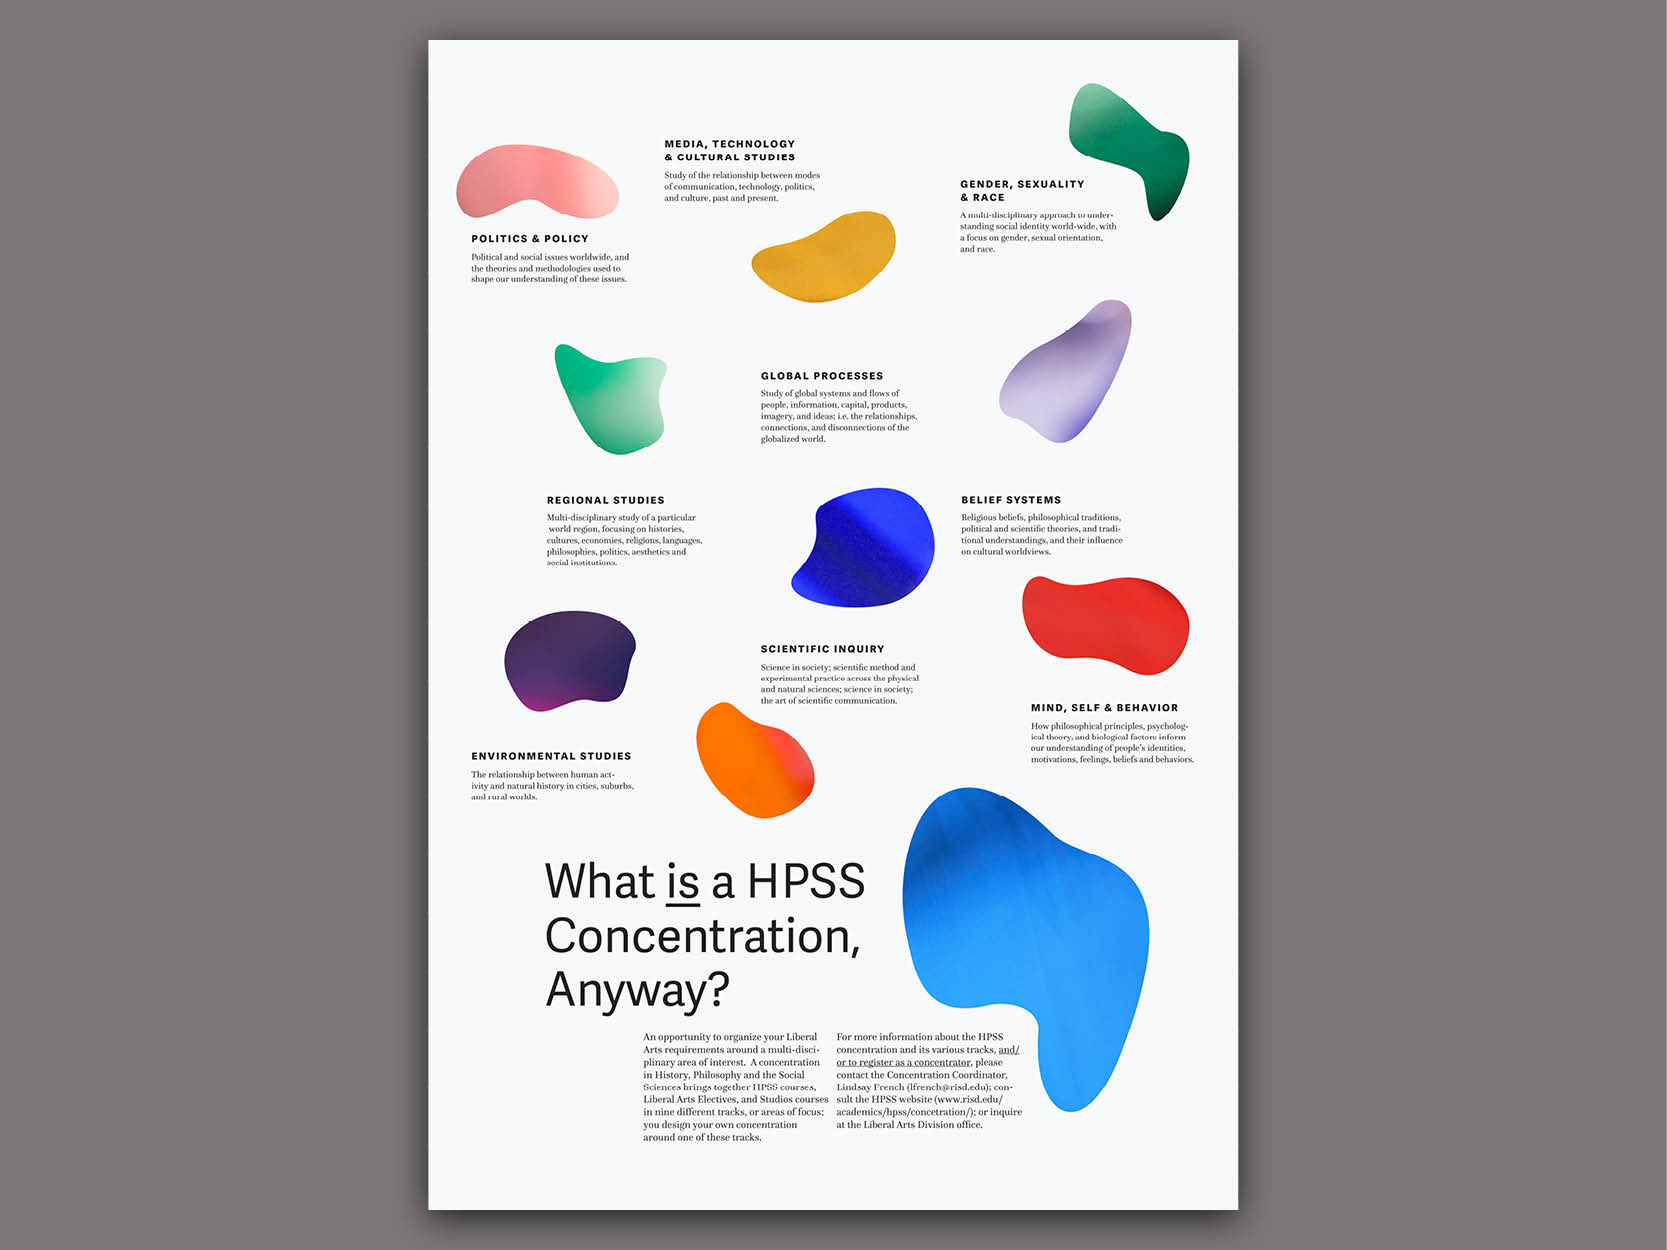 MEDIA, TECHNOLOGY
& CULTURAL STUDIES
Study of the relationship between modes
of communication, technology, politics,
and culture, past and present.
GENDER, SEXUALITY
& RACE
A multi-disciplinary approach to under-
standing social identity world-wide, with
a focus on gender, sexual orientation,
and race.
POLITICS & POLICY
Political and social issues worldwide, and
the theories and methodologies used to
shape our understanding of these issues.
GLOBAL PROCESSES
Study of global systems and flows of
people, information, capital, products,
imagery, and ideas; i.e. the relationships,
connections, and disconnections of the
globalized world.
REGIONAL STUDIES
Multi-disciplinary study of a particular
world region, focusing on histories,
cultures, economies, religions, languages,
philosophies, politics, aesthetics and
social institutions.
BELIEF SYSTEMS
Religious beliefs, philosophical traditions,
political and scientific theories, and tradi-
tional understandings, and their influence
on cultural worldviews.
SCIENTIFIC INQUIRY
Science in society; scientific method and
experimental practice across the physical
and natural sciences; science in society;
the art of scientific communication.
MIND, SELF & BEHAVIOR
How philosophical principles, psycholog-
ical theory, and biological factors inform
our understanding of people's identities,
motivations, feelings, beliefs and behaviors.
ENVIRONMENTAL STUDIES
The relationship between human act-
ivity and natural history in cities, suburbs,
and rural worlds.
What is a HPSS
Concentration,
Anyway?
An opportunity to organize your Liberal
Arts requirements around a multi-disci-
plinary area of interest. A concentration
in History, Philosophy and the Social
Sciences brings together HPSS courses,
Liberal Arts Electives, and Studios courses
in nine different tracks, or areas of focus;
you design your own concentration
around one of these tracks.
For more information about the HPSS
concentration and its various tracks, and/
or to register as a concentrator, please
contact the Concentration Coordinator,
Lindsay French (lfrench@risd.edu); con-
sult the HPSS website (www.risd.edu/
academics/hpss/concetration/); or inquire
at the Liberal Arts Division office.